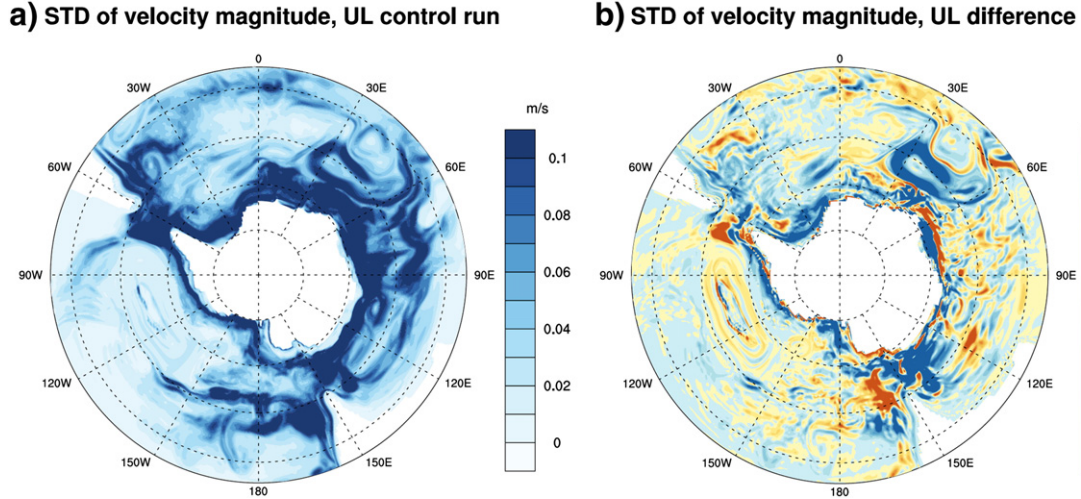 a) STD of velocity magnitude, UL control run
b) STD of velocity magnitude, UL difference
0
30W
30E
60W
60E
90W
90E
120W
120E
150W
150E
180
m/s
0.1
0.08
0.06
0.04
0.02
0
0
30W
30E
60W
60E
90W
90E
120W
120E
150W
150E
180